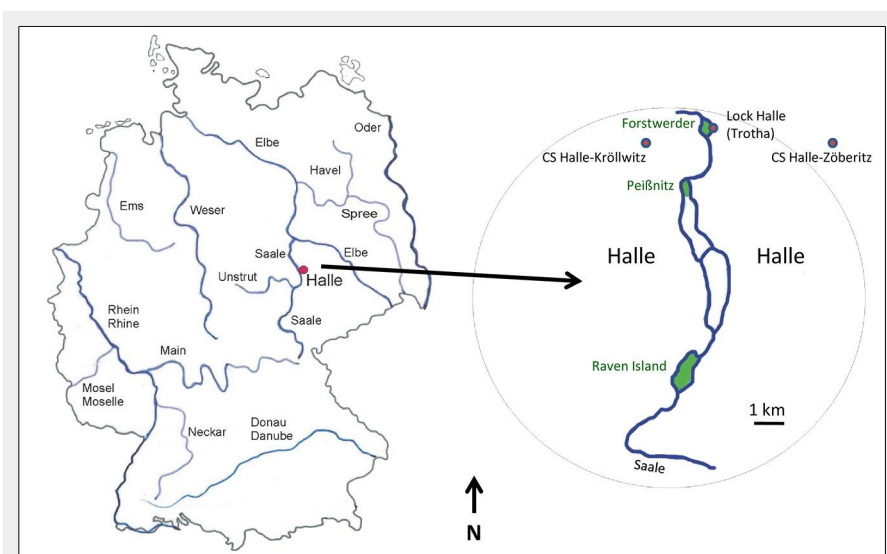 Elbe
Oder
Havel
Ems
Weser
Spree
Saale
Elbe
Unstrut
Halle
Saale
Rhein
Rhine
Main
Mosel
Moselle
Neckar
Donau
Danube
N
Forstwerder
Lock Halle
(Trotha)
CS Halle-Kröllwitz
CS Halle-Zöberitz
Peißnitz
Halle
Halle
Raven Island
1 km
Saale